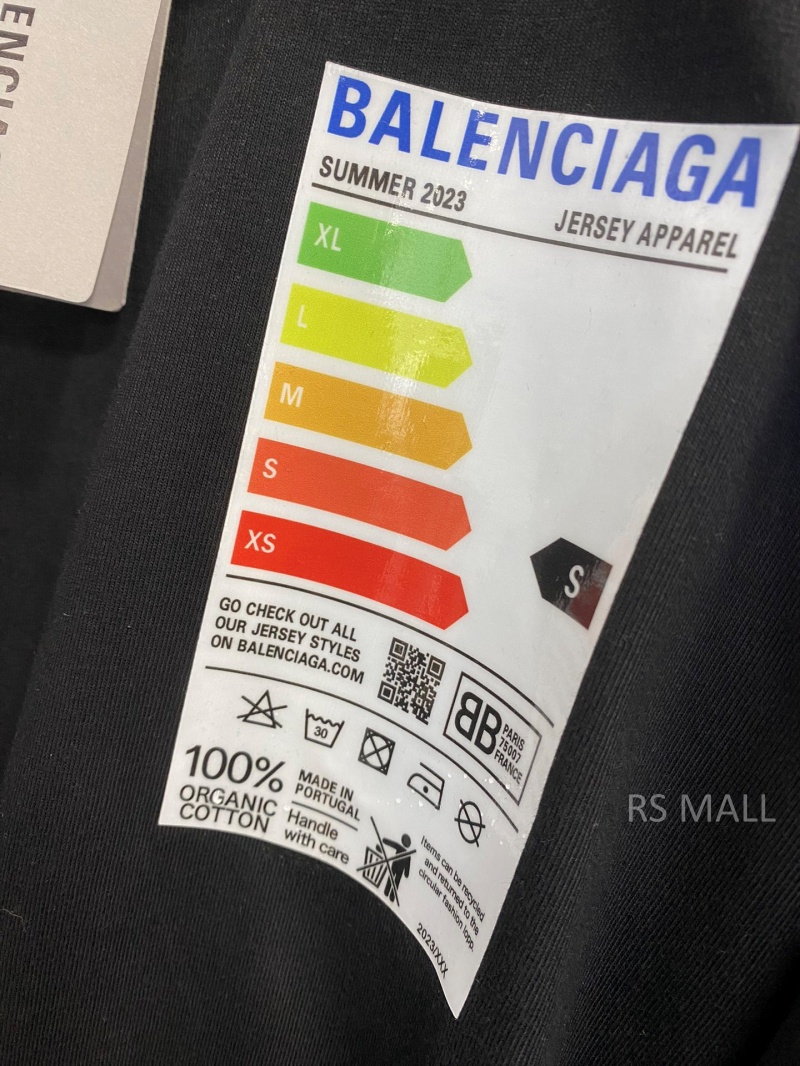 ENCIAG
BALENCIAGA
SUMMER 2023
JERSEY APPAREL
XL
L
M
S
XS
S
GO CHECK OUT ALL
OUR JERSEY STYLES
ON BALENCIAGA.COM
BB
PARIS
75007
FRANCE
30
100%
ORGANIC
COTTON
MADE IN
PORTUGAL
Handle
with care
Items can be recycled
and returned to the
circular fashion loop.
2023/XXX
RS MALL